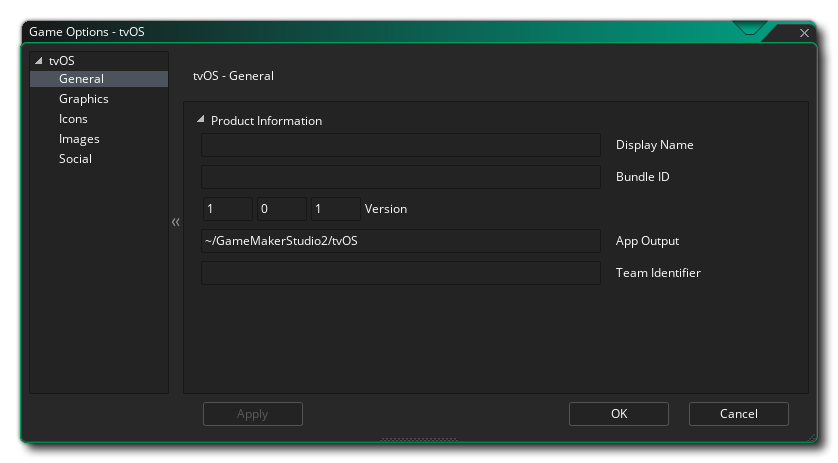 Game Options - tvOS
tvOS
General
Graphics
Icons
Images
Social
tvOS - General
Product Information
Display Name
Bundle ID
1 0 1 Version
~/GameMakerStudio2/tvOS App Output
Team Identifier
Apply OK Cancel